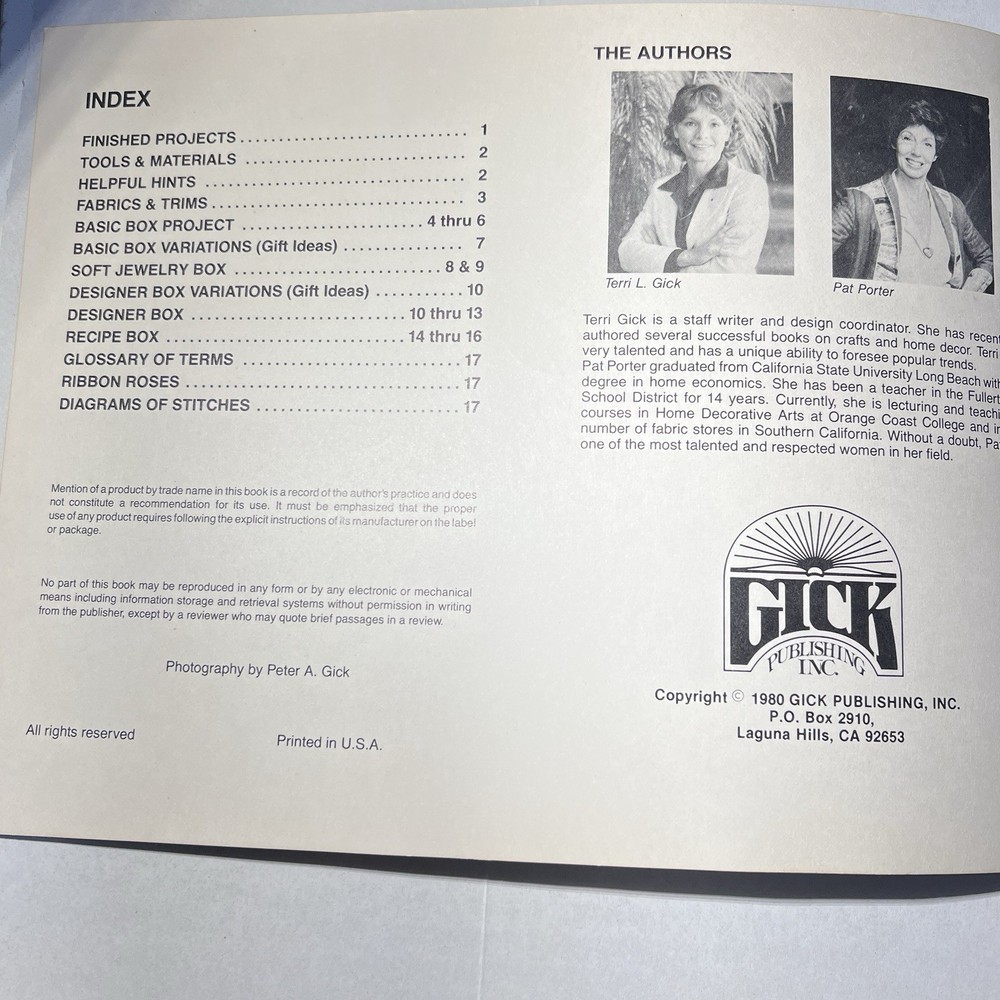 INDEX
FINISHED PROJECTS ............................ 1
TOOLS & MATERIALS ............................ 2
HELPFUL HINTS ............................ 2
FABRICS & TRIMS ............................ 3
BASIC BOX PROJECT ............................ 4 thru 6
BASIC BOX VARIATIONS (Gift Ideas) ............... 7
SOFT JEWELRY BOX ............................ 8 & 9
DESIGNER BOX VARIATIONS (Gift Ideas) ........... 10
DESIGNER BOX ............................ 10 thru 13
RECIPE BOX ............................ 14 thru 16
GLOSSARY OF TERMS ............................ 17
RIBBON ROSES ............................ 17
DIAGRAMS OF STITCHES ............................ 17
Mention of a product by trade name in this book is a record of the author's practice and does
not constitute a recommendation for its use. It must be emphasized that the proper
use of any product requires following the explicit instructions of its manufacturer on the label
or package.
No part of this book may be reproduced in any form or by any electronic or mechanical
means including information storage and retrieval systems without permission in writing
from the publisher, except by a reviewer who may quote brief passages in a review.
Photography by Peter A. Gick
All rights reserved
Printed in U.S.A.
THE AUTHORS
Terri L. Gick
Pat Porter
Terri Gick is a staff writer and design coordinator. She has recent
authored several successful books on crafts and home decor. Terri
very talented and has a unique ability to foresee popular trends.
Pat Porter graduated from California State University Long Beach with
degree in home economics. She has been a teacher in the Fuller
School District for 14 years. Currently, she is lecturing and teachi
courses in Home Decorative Arts at Orange Coast College and in
number of fabric stores in Southern California. Without a doubt, Pa
one of the most talented and respected women in her field.
GICK
PUBLISHING
INC.
Copyright © 1980 GICK PUBLISHING, INC.
P.O. Box 2910,
Laguna Hills, CA 92653